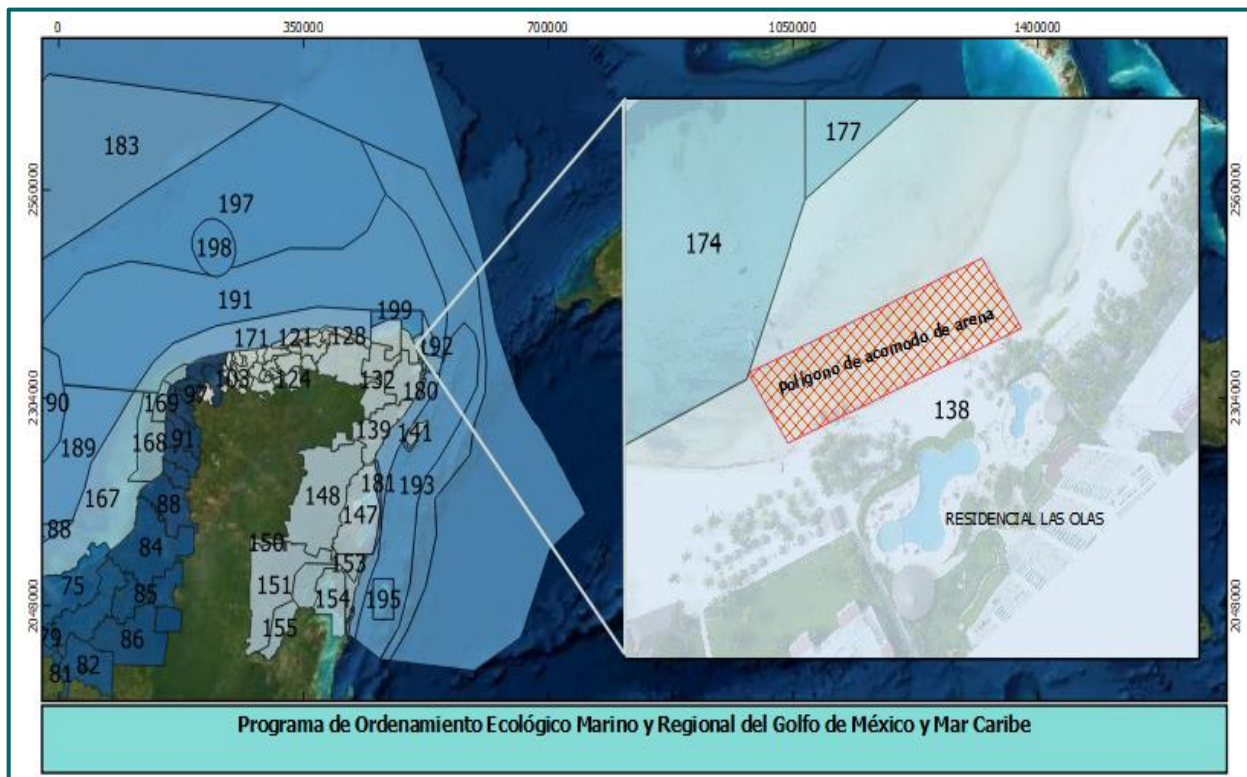 0 350000 700000 1050000 1400000
2560000 2560000
183
197
198
191
199
171 121 128 192
103 124 132 180
2304000 2304000
90 169 97
189 168 91
139 141
167 148 181 193
88 88 147
84 150 153
75 85 151 154 195
2048000 2048000
79 86 155
81 82
177
174
polígono de acomodo de arena
138
RESIDENCIAL LAS OLAS
Programa de Ordenamiento Ecológico Marino y Regional del Golfo de México y Mar Caribe